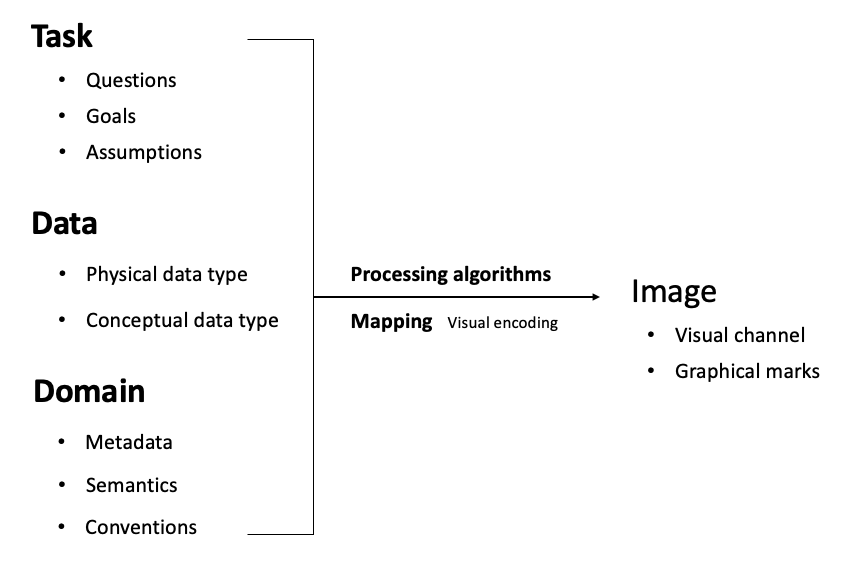 Task
• Questions
• Goals
• Assumptions
Data
• Physical data type
• Conceptual data type
Domain
• Metadata
• Semantics
• Conventions
Processing algorithms
Mapping Visual encoding
Image
• Visual channel
• Graphical marks